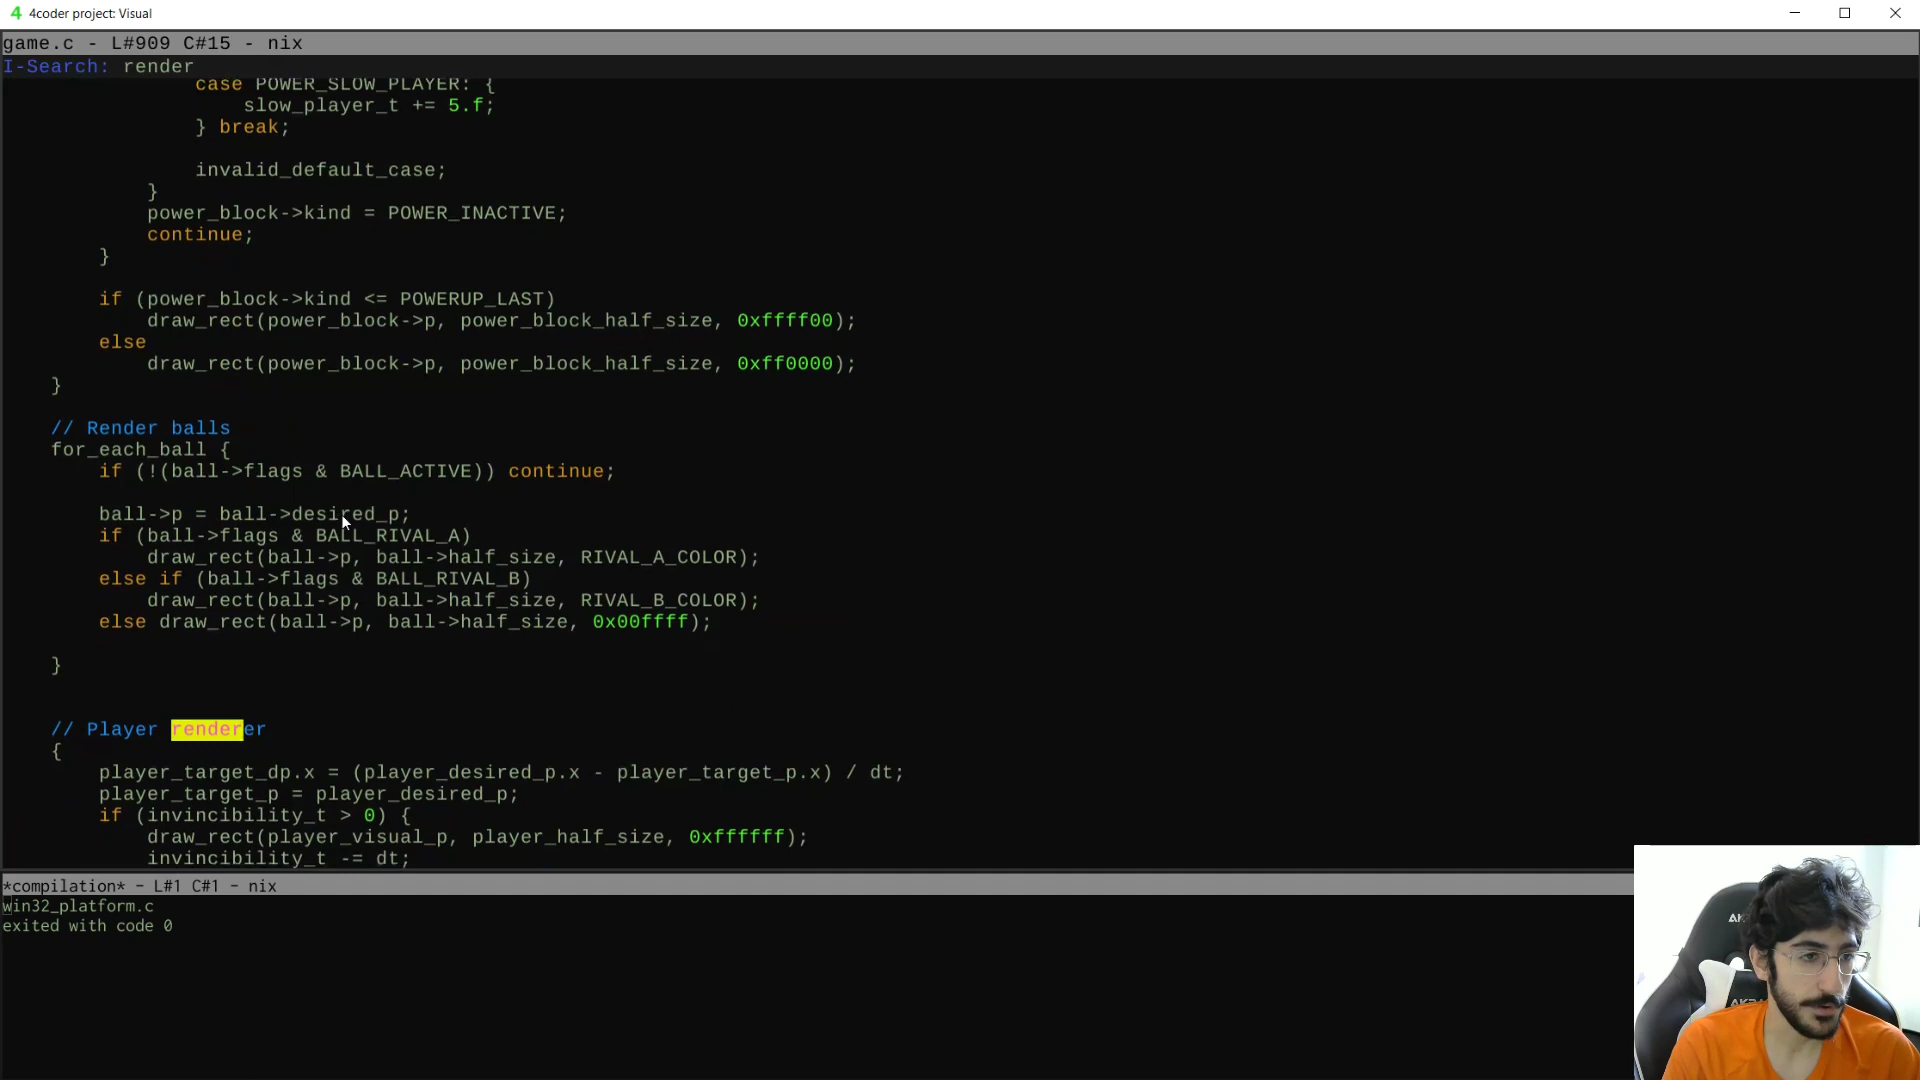 4coder project: Visual
game.c - L#909 C#15 - nix
I-Search: render
case POWER_SLOW_PLAYER: {
slow_player_t += 5.f;
} break;
invalid_default_case;
}
power_block->kind = POWER_INACTIVE;
continue;
}
if (power_block->kind <= POWERUP_LAST)
draw_rect(power_block->p, power_block_half_size, 0xffff00);
else
draw_rect(power_block->p, power_block_half_size, 0xff0000);
}
// Render balls
for_each_ball {
if (!(ball->flags & BALL_ACTIVE)) continue;
ball->p = ball->desired_p;
if (ball->flags & BALL_RIVAL_A)
draw_rect(ball->p, ball->half_size, RIVAL_A_COLOR);
else if (ball->flags & BALL_RIVAL_B)
draw_rect(ball->p, ball->half_size, RIVAL_B_COLOR);
else draw_rect(ball->p, ball->half_size, 0x00ffff);
}
// Player renderer
{
player_target_dp.x = (player_desired_p.x - player_target_p.x) / dt;
player_target_p = player_desired_p;
if (invincibility_t > 0) {
draw_rect(player_visual_p, player_half_size, 0xffffff);
invincibility_t -= dt;
*compilation* - L#1 C#1 - nix
win32_platform.c
exited with code 0